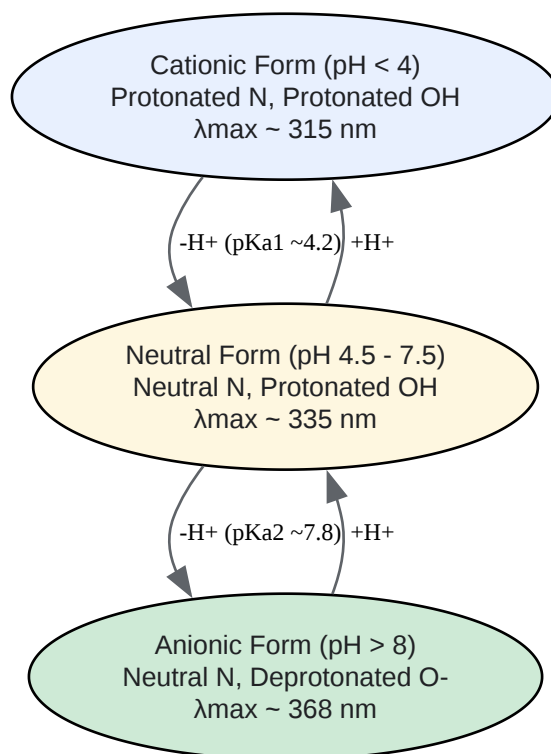 Cationic Form (pH < 4)
Protonated N, Protonated OH
λmax ~ 315 nm
-H+ (pKa1 ~4.2) +H+
Neutral Form (pH 4.5 - 7.5)
Neutral N, Protonated OH
λmax ~ 335 nm
-H+ (pKa2 ~7.8) +H+
Anionic Form (pH > 8)
Neutral N, Deprotonated O-
λmax ~ 368 nm